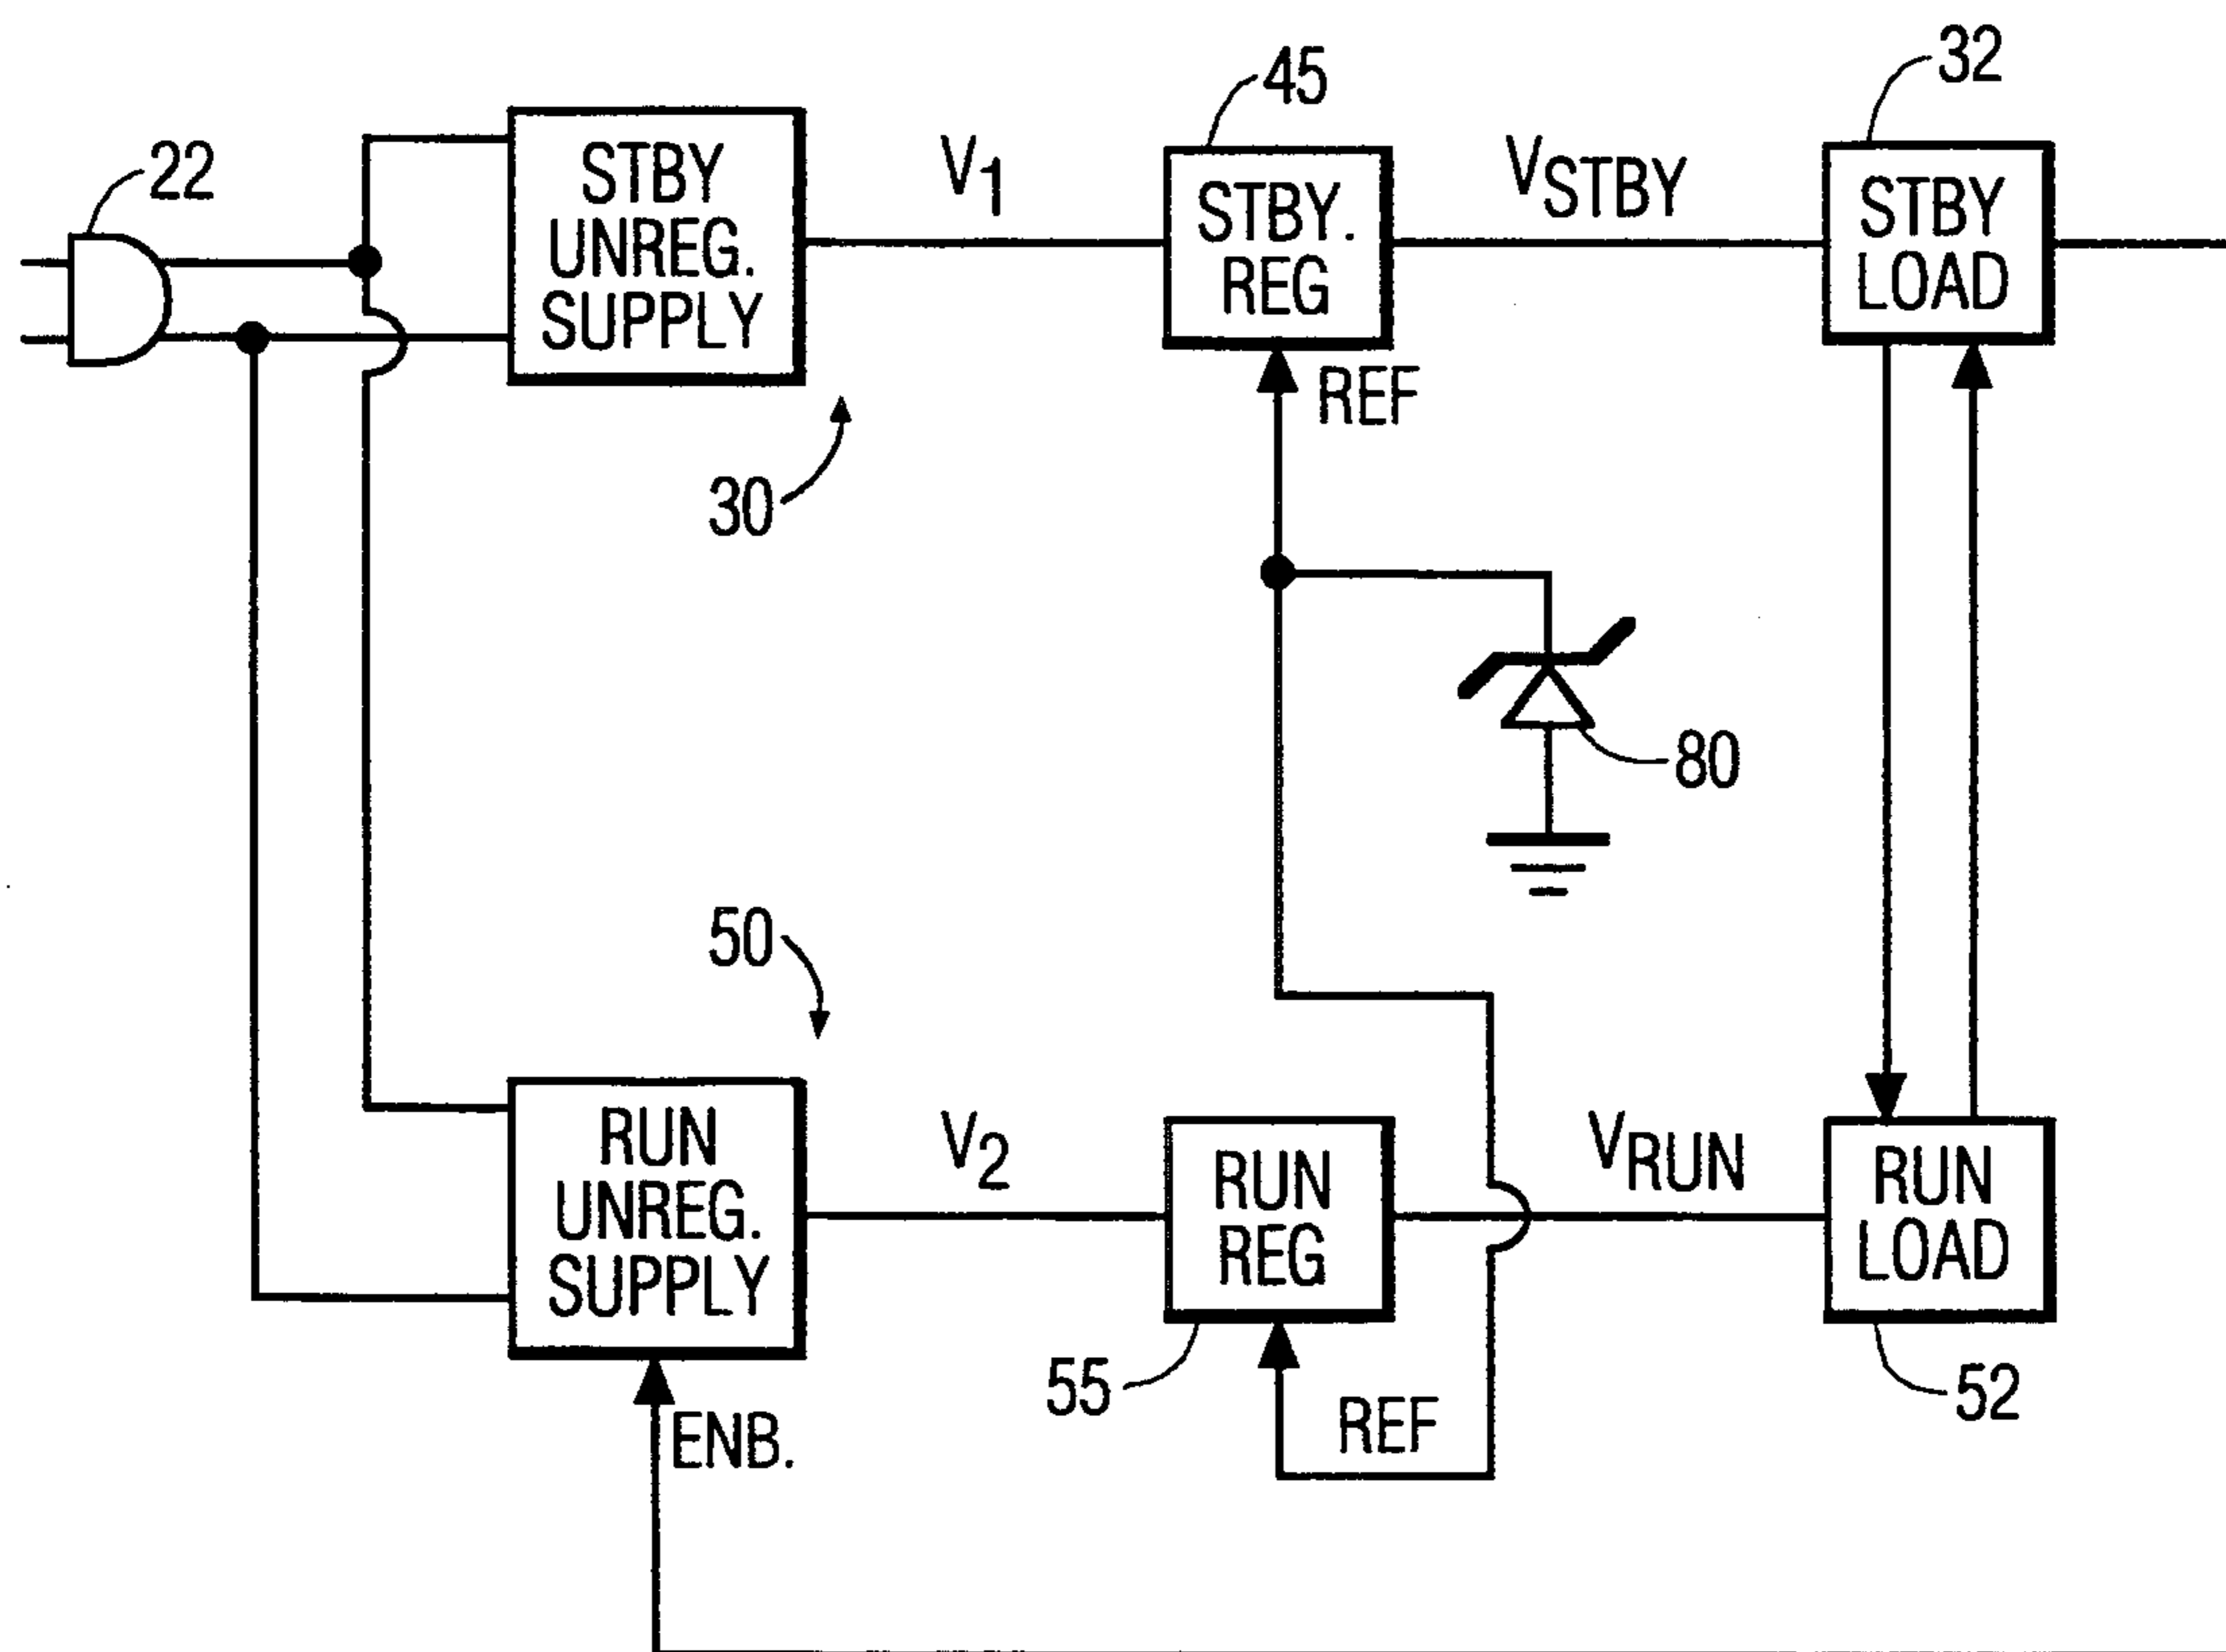 22
STBY
UNREG.
SUPPLY
30
V1
45
STBY.
REG
REF
VSTBY
32
STBY
LOAD
80
50
RUN
UNREG.
SUPPLY
ENB.
V2
RUN
REG
55
REF
VRUN
RUN
LOAD
52